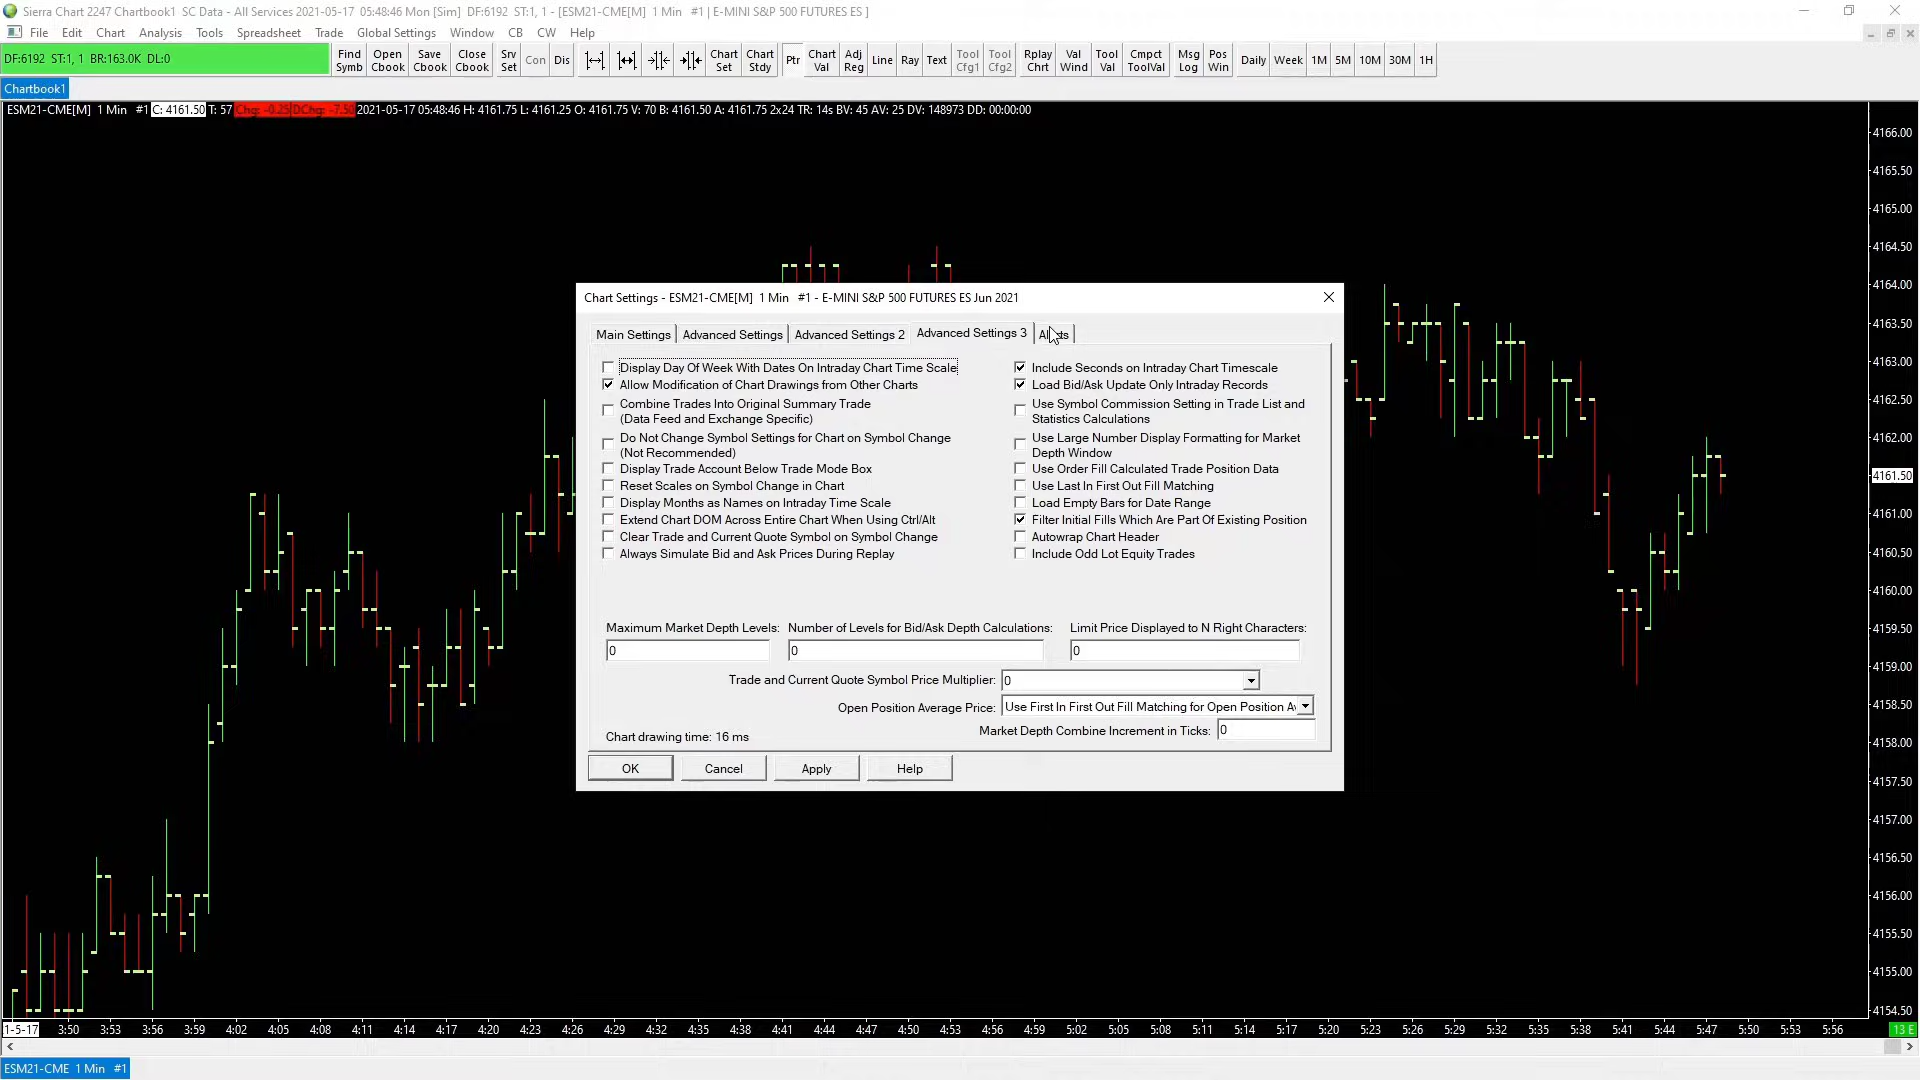 Sierra Chart 2247 Chartbook1  SC Data - All Services 2021-05-17  05:48:46 Mon [Sim]  DF:6192  ST:1, 1 - [ESM21-CME[M]  1 Min   #1 | E-MINI S&P 500 FUTURES ES ]
File Edit Chart Analysis Tools Spreadsheet Trade Global Settings Window CB CW Help
DF:6192  ST:1, 1  BR:163.0K  DL:0
Find Symb Open Cbook Save Cbook Close Cbook Srv Set Con Dis Chart Set Chart Stdy Ptr Chart Val Adj Reg Line Ray Text Tool Cfg1 Tool Cfg2 Rplay Chrt Val Wind Tool Val Cmpct ToolVal Msg Log Pos Win Daily Week 1M 5M 10M 30M 1H
Chartbook1
ESM21-CME[M]  1 Min   #1 C: 4161.50 T: 57 Chg: -0.25 DChg: -7.50 2021-05-17 05:48:46 H: 4161.75 L: 4161.25 O: 4161.75 V: 70 B: 4161.50 A: 4161.75 2x24 TR: 14s BV: 45 AV: 25 DV: 148973 DD: 00:00:00
4166.00
4165.50
4165.00
4164.50
4164.00
4163.50
4163.00
4162.50
4162.00
4161.50
4161.00
4160.50
4160.00
4159.50
4159.00
4158.50
4158.00
4157.50
4157.00
4156.50
4156.00
4155.50
4155.00
4154.50
Chart Settings - ESM21-CME[M]  1 Min   #1 - E-MINI S&P 500 FUTURES ES Jun 2021
Main Settings Advanced Settings Advanced Settings 2 Advanced Settings 3
Display Day Of Week With Dates On Intraday Chart Time Scale
Allow Modification of Chart Drawings from Other Charts
Combine Trades Into Original Summary Trade
(Data Feed and Exchange Specific)
Do Not Change Symbol Settings for Chart on Symbol Change
(Not Recommended)
Display Trade Account Below Trade Mode Box
Reset Scales on Symbol Change in Chart
Display Months as Names on Intraday Time Scale
Extend Chart DOM Across Entire Chart When Using Ctrl/Alt
Clear Trade and Current Quote Symbol on Symbol Change
Always Simulate Bid and Ask Prices During Replay
Include Seconds on Intraday Chart Timescale
Load Bid/Ask Update Only Intraday Records
Use Symbol Commission Setting in Trade List and
Statistics Calculations
Use Large Number Display Formatting for Market
Depth Window
Use Order Fill Calculated Trade Position Data
Use Last In First Out Fill Matching
Load Empty Bars for Date Range
Filter Initial Fills Which Are Part Of Existing Position
Autowrap Chart Header
Include Odd Lot Equity Trades
Maximum Market Depth Levels: Number of Levels for Bid/Ask Depth Calculations: Limit Price Displayed to N Right Characters:
0 0 0
Trade and Current Quote Symbol Price Multiplier: 0
Open Position Average Price: Use First In First Out Fill Matching for Open Position
Market Depth Combine Increment in Ticks: 0
Chart drawing time: 16 ms
OK Cancel Apply Help
1-5-17 3:50 3:53 3:56 3:59 4:02 4:05 4:08 4:11 4:14 4:17 4:20 4:23 4:26 4:29 4:32 4:35 4:38 4:41 4:44 4:47 4:50 4:53 4:56 4:59 5:02 5:05 5:08 5:11 5:14 5:17 5:20 5:23 5:26 5:29 5:32 5:35 5:38 5:41 5:44 5:47 5:50 5:53 5:56 13 E
ESM21-CME  1 Min   #1